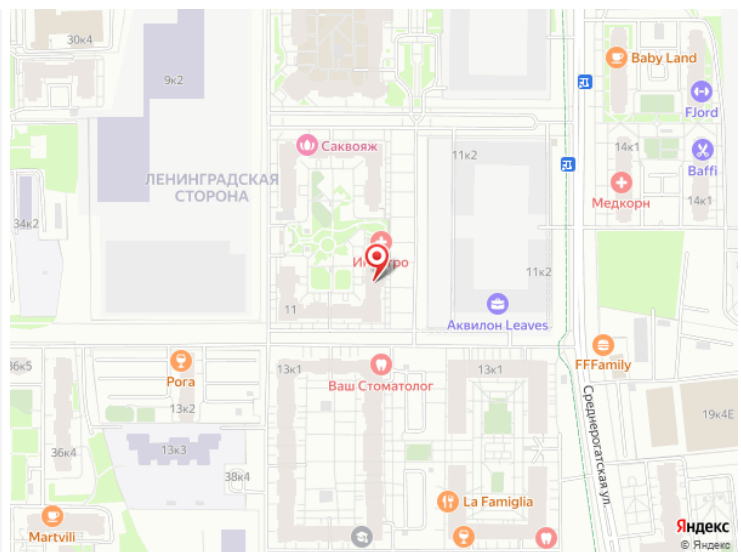 30к4
9к2
Baby Land
FJord
Саквояж
11к2
14к1
Baffi
ЛЕНИНГРАДСКАЯ
СТОРОНА
Медкорн
14к1
34к2
11к2
11
Аквилон Leaves
36к5
Рога
13к1
Ваш Стоматолог
13к1
FFFamily
13к2
Среднерогатская ул.
19к4Е
36к4
13к3
38к4
La Famiglia
Martvili
Яндекс
© Яндекс